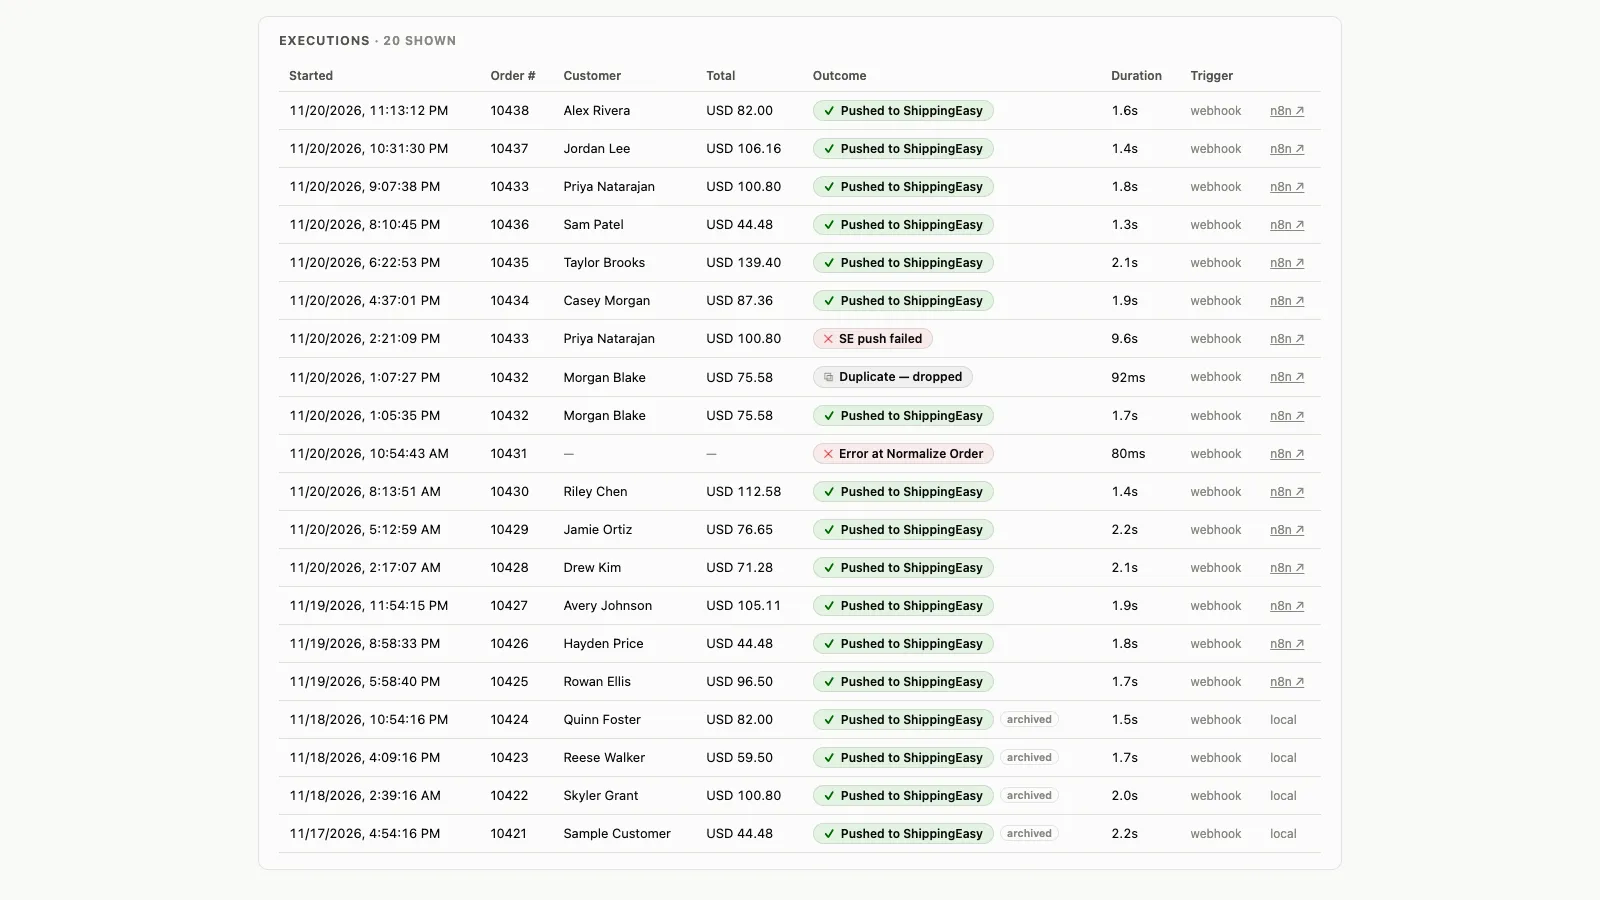 EXECUTIONS · 20 SHOWN
Started Order # Customer Total Outcome Duration Trigger
11/20/2026, 11:13:12 PM 10438 Alex Rivera USD 82.00 ✓ Pushed to ShippingEasy 1.6s webhook n8n ↗
11/20/2026, 10:31:30 PM 10437 Jordan Lee USD 106.16 ✓ Pushed to ShippingEasy 1.4s webhook n8n ↗
11/20/2026, 9:07:38 PM 10433 Priya Natarajan USD 100.80 ✓ Pushed to ShippingEasy 1.8s webhook n8n ↗
11/20/2026, 8:10:45 PM 10436 Sam Patel USD 44.48 ✓ Pushed to ShippingEasy 1.3s webhook n8n ↗
11/20/2026, 6:22:53 PM 10435 Taylor Brooks USD 139.40 ✓ Pushed to ShippingEasy 2.1s webhook n8n ↗
11/20/2026, 4:37:01 PM 10434 Casey Morgan USD 87.36 ✓ Pushed to ShippingEasy 1.9s webhook n8n ↗
11/20/2026, 2:21:09 PM 10433 Priya Natarajan USD 100.80 ✕ SE push failed 9.6s webhook n8n ↗
11/20/2026, 1:07:27 PM 10432 Morgan Blake USD 75.58 Duplicate — dropped 92ms webhook n8n ↗
11/20/2026, 1:05:35 PM 10432 Morgan Blake USD 75.58 ✓ Pushed to ShippingEasy 1.7s webhook n8n ↗
11/20/2026, 10:54:43 AM 10431 — — ✕ Error at Normalize Order 80ms webhook n8n ↗
11/20/2026, 8:13:51 AM 10430 Riley Chen USD 112.58 ✓ Pushed to ShippingEasy 1.4s webhook n8n ↗
11/20/2026, 5:12:59 AM 10429 Jamie Ortiz USD 76.65 ✓ Pushed to ShippingEasy 2.2s webhook n8n ↗
11/20/2026, 2:17:07 AM 10428 Drew Kim USD 71.28 ✓ Pushed to ShippingEasy 2.1s webhook n8n ↗
11/19/2026, 11:54:15 PM 10427 Avery Johnson USD 105.11 ✓ Pushed to ShippingEasy 1.9s webhook n8n ↗
11/19/2026, 8:58:33 PM 10426 Hayden Price USD 44.48 ✓ Pushed to ShippingEasy 1.8s webhook n8n ↗
11/19/2026, 5:58:40 PM 10425 Rowan Ellis USD 96.50 ✓ Pushed to ShippingEasy 1.7s webhook n8n ↗
11/18/2026, 10:54:16 PM 10424 Quinn Foster USD 82.00 ✓ Pushed to ShippingEasy archived 1.5s webhook local
11/18/2026, 4:09:16 PM 10423 Reese Walker USD 59.50 ✓ Pushed to ShippingEasy archived 1.7s webhook local
11/18/2026, 2:39:16 AM 10422 Skyler Grant USD 100.80 ✓ Pushed to ShippingEasy archived 2.0s webhook local
11/17/2026, 4:54:16 PM 10421 Sample Customer USD 44.48 ✓ Pushed to ShippingEasy archived 2.2s webhook local